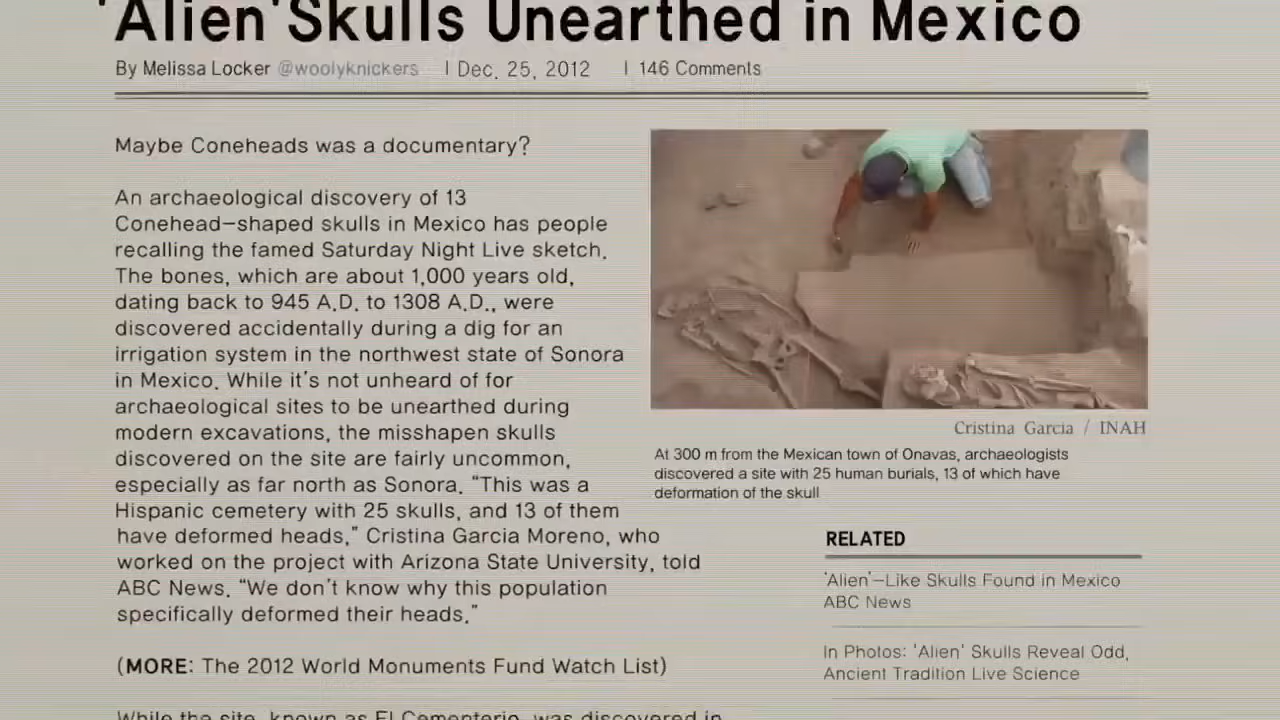 'Alien'Skulls Unearthed in Mexico
By Melissa Locker @woolyknickers | Dec. 25, 2012 | 146 Comments
Maybe Coneheads was a documentary?
An archaeological discovery of 13
Conehead-shaped skulls in Mexico has people
recalling the famed Saturday Night Live sketch.
The bones, which are about 1,000 years old,
dating back to 945 A.D. to 1308 A.D., were
discovered accidentally during a dig for an
irrigation system in the northwest state of Sonora
in Mexico. While it's not unheard of for
archaeological sites to be unearthed during
modern excavations, the misshapen skulls
discovered on the site are fairly uncommon,
especially as far north as Sonora. “This was a
Hispanic cemetery with 25 skulls, and 13 of them
have deformed heads,” Cristina Garcia Moreno, who
worked on the project with Arizona State University, told
ABC News. “We don't know why this population
specifically deformed their heads.”
(MORE: The 2012 World Monuments Fund Watch List)
While the site, known as El Cementerio, was discovered in
Cristina Garcia / INAH
At 300 m from the Mexican town of Onavas, archaeologists
discovered a site with 25 human burials, 13 of which have
deformation of the skull
RELATED
'Alien'-Like Skulls Found in Mexico
ABC News
In Photos: 'Alien' Skulls Reveal Odd,
Ancient Tradition Live Science